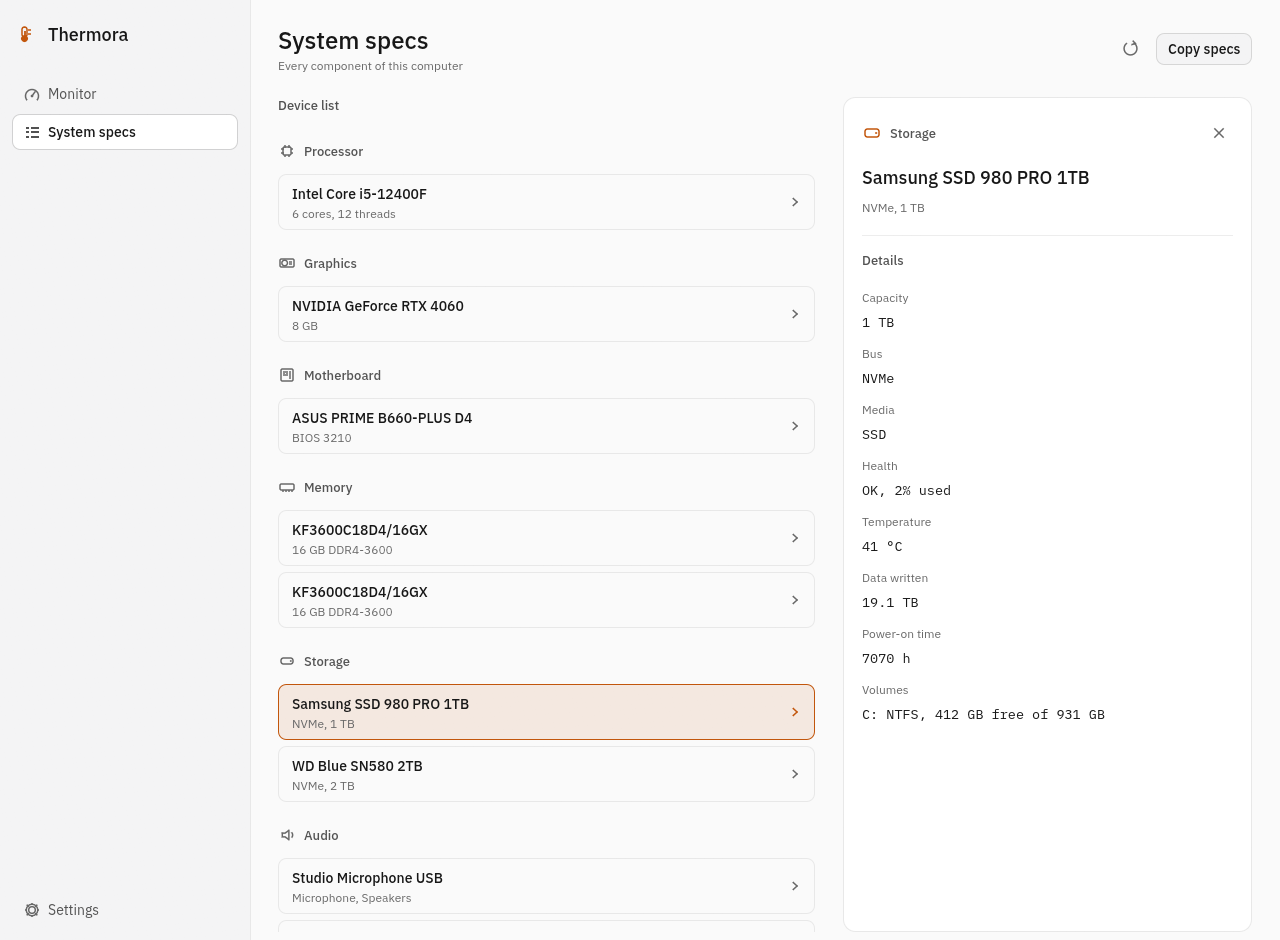 Thermora
Monitor
System specs
Settings
System specs
Every component of this computer
Copy specs
Device list
Processor
Intel Core i5-12400F
6 cores, 12 threads
Graphics
NVIDIA GeForce RTX 4060
8 GB
Motherboard
ASUS PRIME B660-PLUS D4
BIOS 3210
Memory
KF3600C18D4/16GX
16 GB DDR4-3600
KF3600C18D4/16GX
16 GB DDR4-3600
Storage
Samsung SSD 980 PRO 1TB
NVMe, 1 TB
WD Blue SN580 2TB
NVMe, 2 TB
Audio
Studio Microphone USB
Microphone, Speakers
Storage
Samsung SSD 980 PRO 1TB
NVMe, 1 TB
Details
Capacity
1 TB
Bus
NVMe
Media
SSD
Health
OK, 2% used
Temperature
41 °C
Data written
19.1 TB
Power-on time
7070 h
Volumes
C: NTFS, 412 GB free of 931 GB